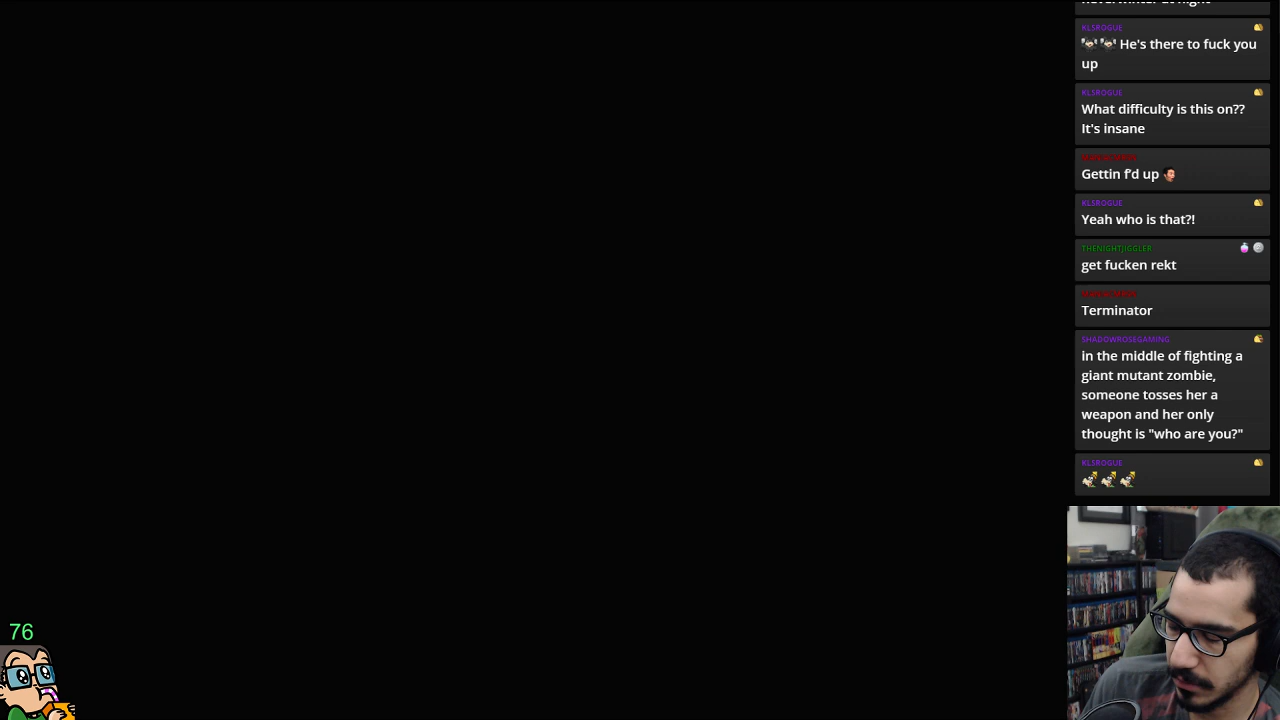 KLSROGUE
He's there to fuck you
up
KLSROGUE
What difficulty is this on??
It's insane
Gettin f'd up
KLSROGUE
Yeah who is that?!
THENIGHTJIGGLER
get fucken rekt
Terminator
SHADOWROSEGAMING
in the middle of fighting a
giant mutant zombie,
someone tosses her a
weapon and her only
thought is "who are you?"
KLSROGUE
76